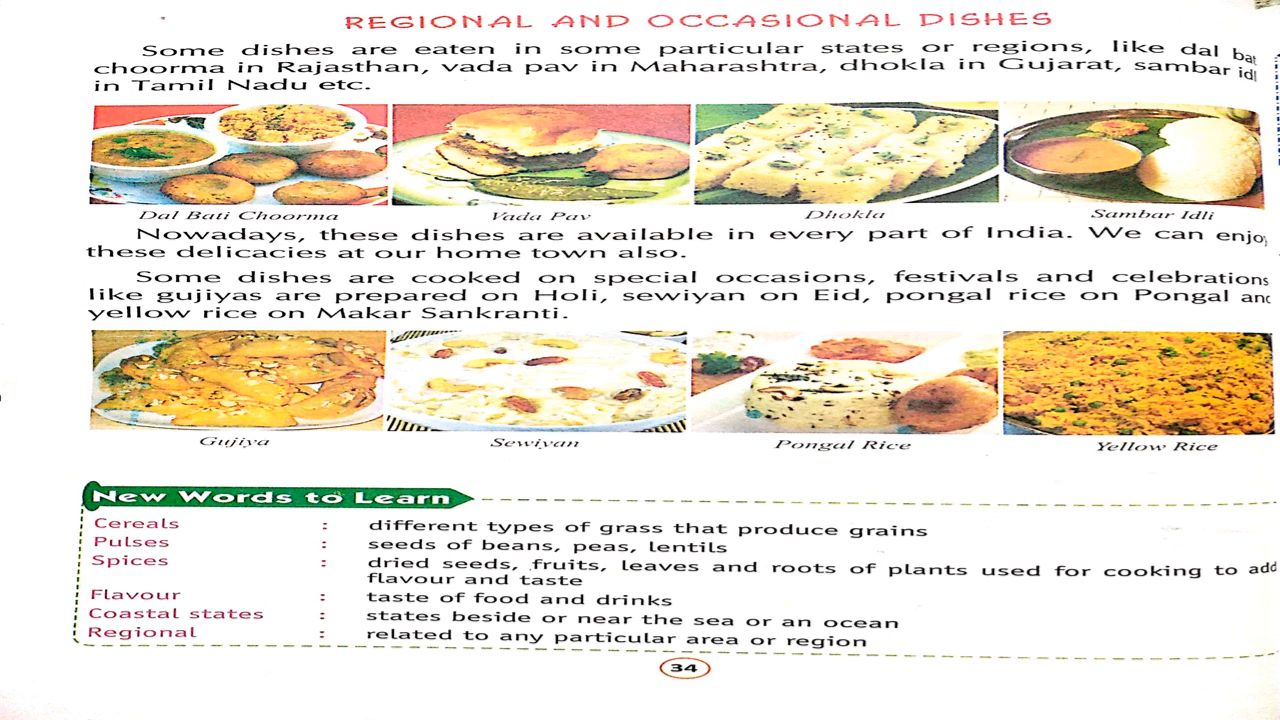 REGIONAL AND OCCASIONAL DISHES
Some dishes are eaten in some particular states or regions, like dal bat
choorma in Rajasthan, vada pav in Maharashtra, dhokla in Gujarat, sambar idl
in Tamil Nadu etc.
Dal Bati Choorma Vada Pav Dhokla Sambar Idli
Nowadays, these dishes are available in every part of India. We can enjoy
these delicacies at our home town also.
Some dishes are cooked on special occasions, festivals and celebrations
like gujiyas are prepared on Holi, sewiyan on Eid, pongal rice on Pongal and
yellow rice on Makar Sankranti.
Gujiya Sewiyan Pongal Rice Yellow Rice
New Words to Learn
Cereals : different types of grass that produce grains
Pulses : seeds of beans, peas, lentils
Spices : dried seeds, fruits, leaves and roots of plants used for cooking to add
flavour and taste
Flavour : taste of food and drinks
Coastal states : states beside or near the sea or an ocean
Regional : related to any particular area or region
34